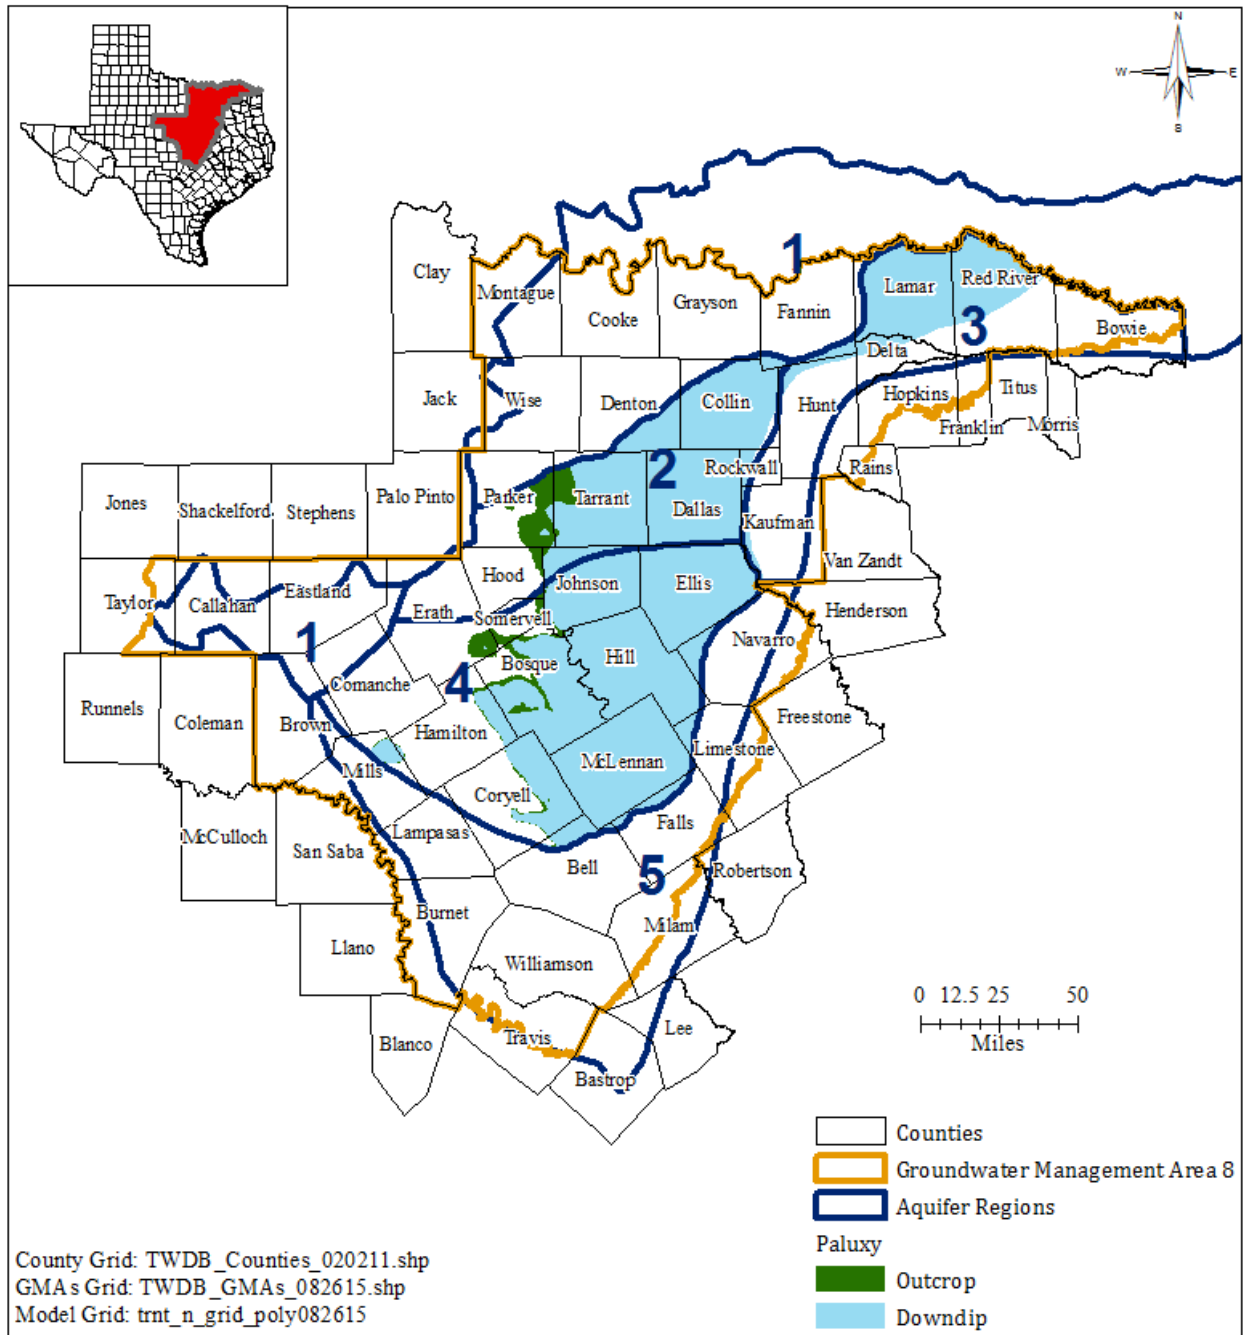 N
W E
S
1
Clay
Montague
Cooke
Grayson
Fannin
Lamar
Red River
3
Bowie
Delta
Jack
Wise
Denton
Collin
Hunt
Hopkins
Titus
Franklin
Morris
2
Rockwall
Rains
Jones
Shackelford
Stephens
Palo Pinto
Parker
Tarrant
Dallas
Kaufman
Van Zandt
Taylor
Callahan
Eastland
Erath
Hood
Johnson
Ellis
Henderson
Somervell
Navarro
1
Comanche
4
Bosque
Hill
Freestone
Runnels
Coleman
Brown
Hamilton
Limestone
Mills
McLennan
Coryell
McCulloch
San Saba
Lampasas
Falls
Bell
5
Robertson
Burnet
Milam
Llano
Williamson
Blanco
Travis
Lee
Bastrop
0 12.5 25 50
Miles
Counties
Groundwater Management Area 8
Aquifer Regions
Paluxy
Outcrop
Downdip
County Grid: TWDB_Counties_020211.shp
GMAs Grid: TWDB_GMAs_082615.shp
Model Grid: trnt_n_grid_poly082615